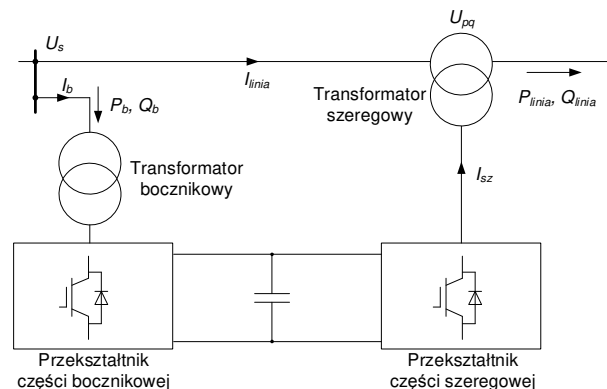 U_s
U_pq
I_b
I_linia
P_b, Q_b
Transformator
szeregowy
P_linia, Q_linia
Transformator
bocznikowy
I_sz
Przekształtnik
części bocznikowej
Przekształtnik
części szeregowej